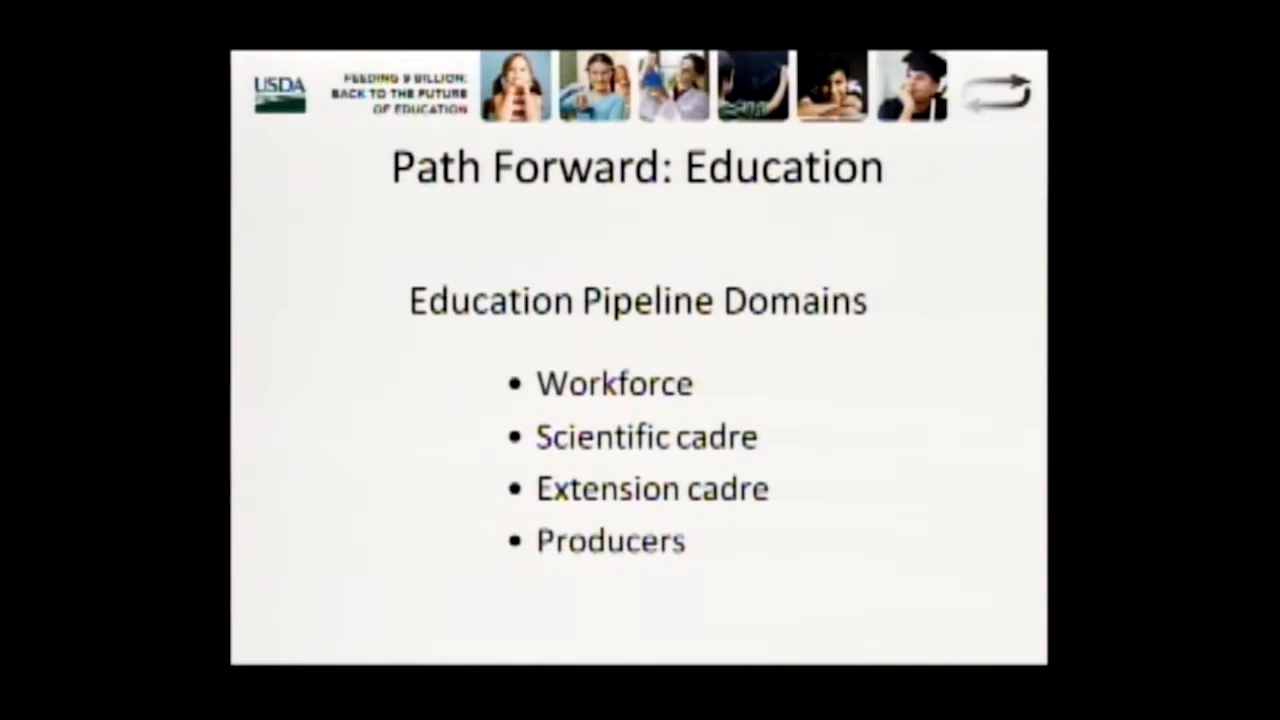 USDA
FEEDING 9 BILLION:
BACK TO THE FUTURE
OF EDUCATION
Path Forward: Education
Education Pipeline Domains
• Workforce
• Scientific cadre
• Extension cadre
• Producers